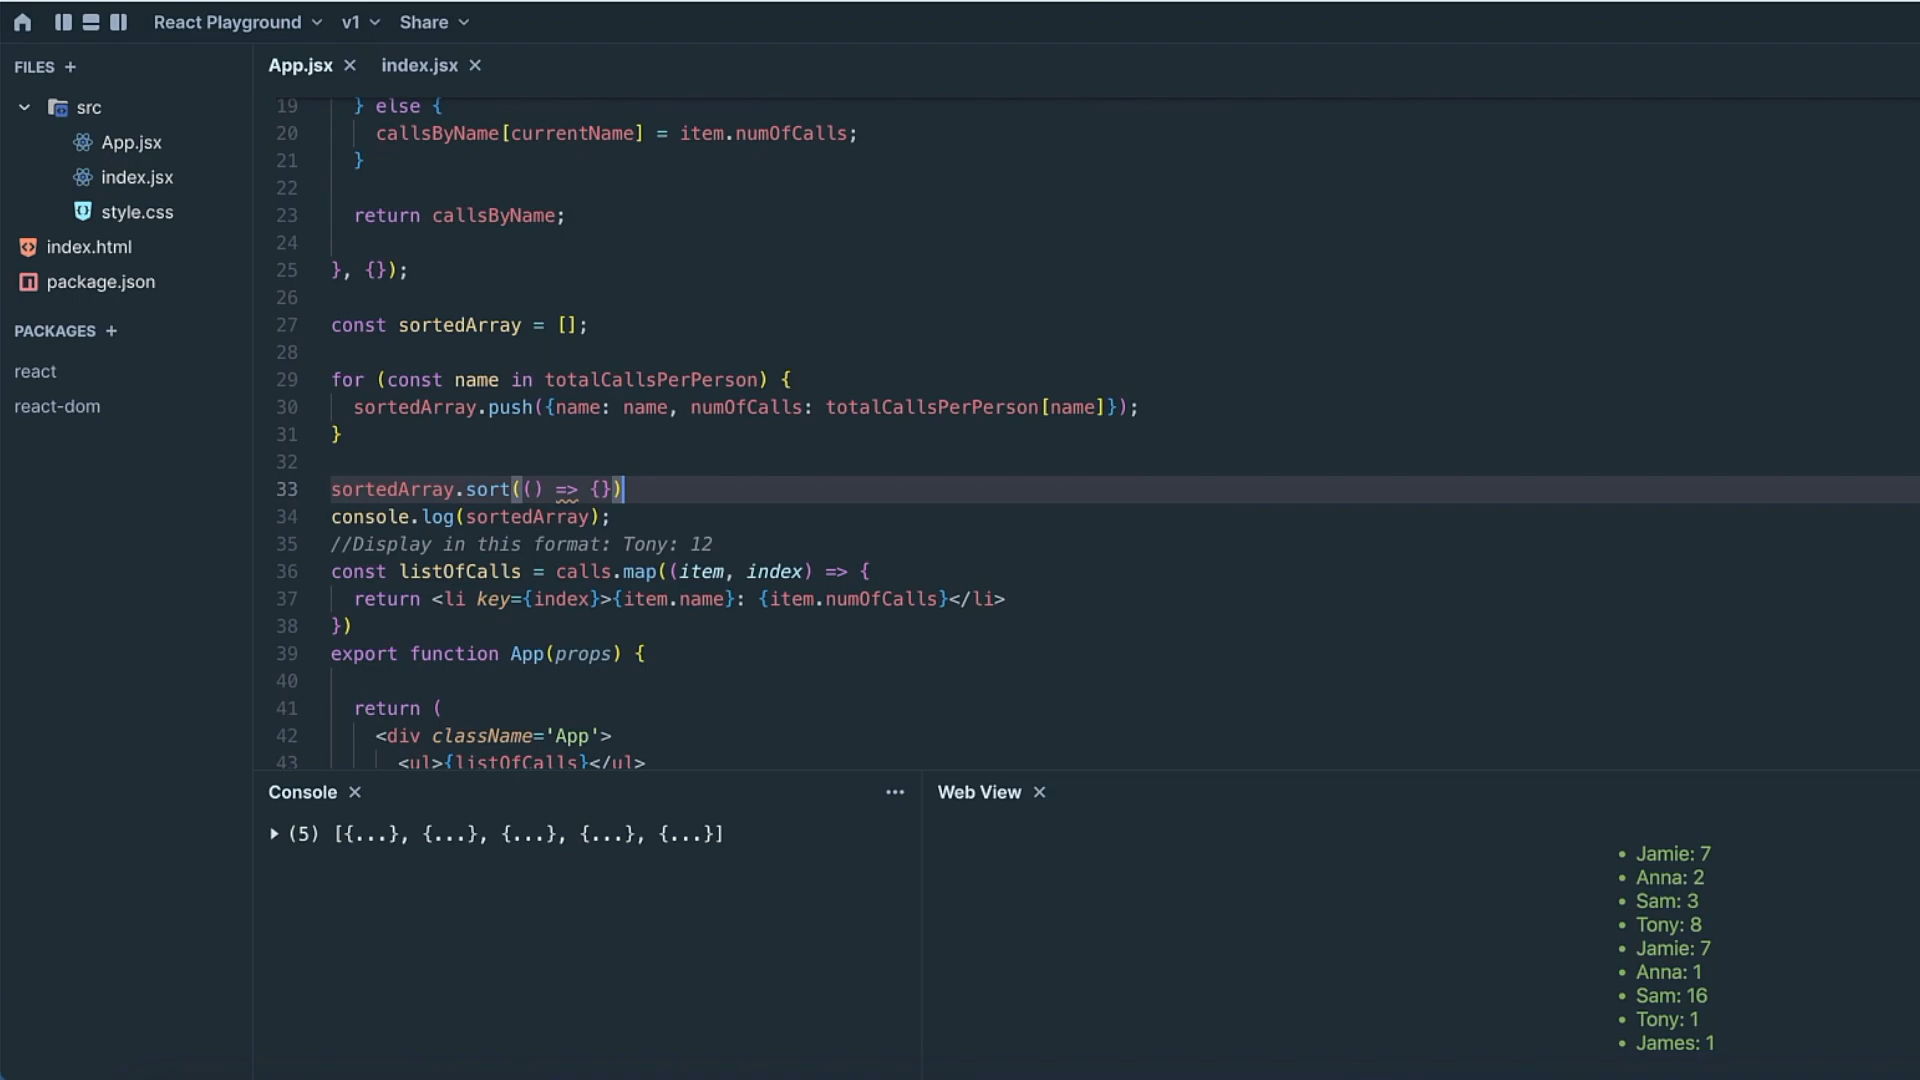 React Playground v1 Share
FILES +
src
App.jsx
index.jsx
style.css
index.html
package.json
PACKAGES +
react
react-dom
App.jsx index.jsx
19 } else {
20 callsByName[currentName] = item.numOfCalls;
21 }
22
23 return callsByName;
24
25 }, {});
26
27 const sortedArray = [];
28
29 for (const name in totalCallsPerPerson) {
30 sortedArray.push({name: name, numOfCalls: totalCallsPerPerson[name]});
31 }
32
33 sortedArray.sort(() => {})
34 console.log(sortedArray);
35 //Display in this format: Tony: 12
36 const listOfCalls = calls.map((item, index) => {
37 return <li key={index}>{item.name}: {item.numOfCalls}</li>
38 })
39 export function App(props) {
40
41 return (
42 <div className='App'>
43 <ul>{listOfCalls}</ul>
Console
(5) [{...}, {...}, {...}, {...}, {...}]
Web View
• Jamie: 7
• Anna: 2
• Sam: 3
• Tony: 8
• Jamie: 7
• Anna: 1
• Sam: 16
• Tony: 1
• James: 1